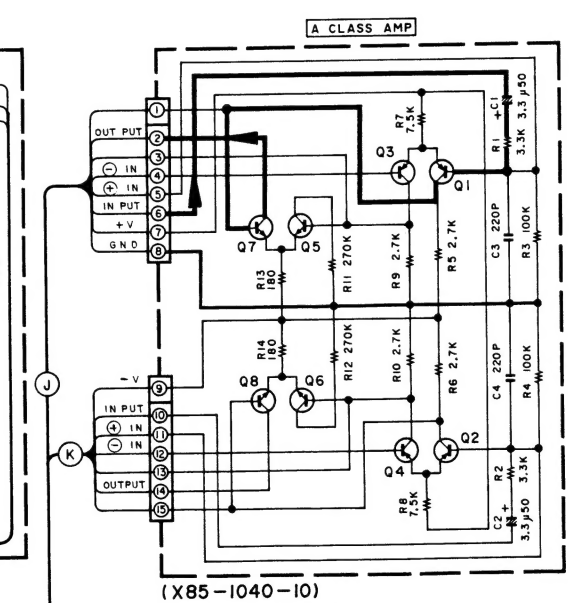 A CLASS AMP
1
OUT PUT 2
3
⊖ IN 4
⊕ IN 5
IN PUT 6
+V 7
GND 8
R7 7.5K
+ C1 3.3µ50
R1 3.3K
Q3
Q1
Q7
Q5
R13 180
R11 270K
R9 2.7K
R5 2.7K
C3 220P
R3 100K
R14 180
R12 270K
R10 2.7K
R6 2.7K
C4 220P
R4 100K
J
K
-V 9
IN PUT 10
⊕ IN 11
⊖ IN 12
13
OUTPUT 14
15
Q8
Q6
Q4
Q2
R8 7.5K
R2 3.3K
C2 + 3.3µ50
(X85-1040-10)